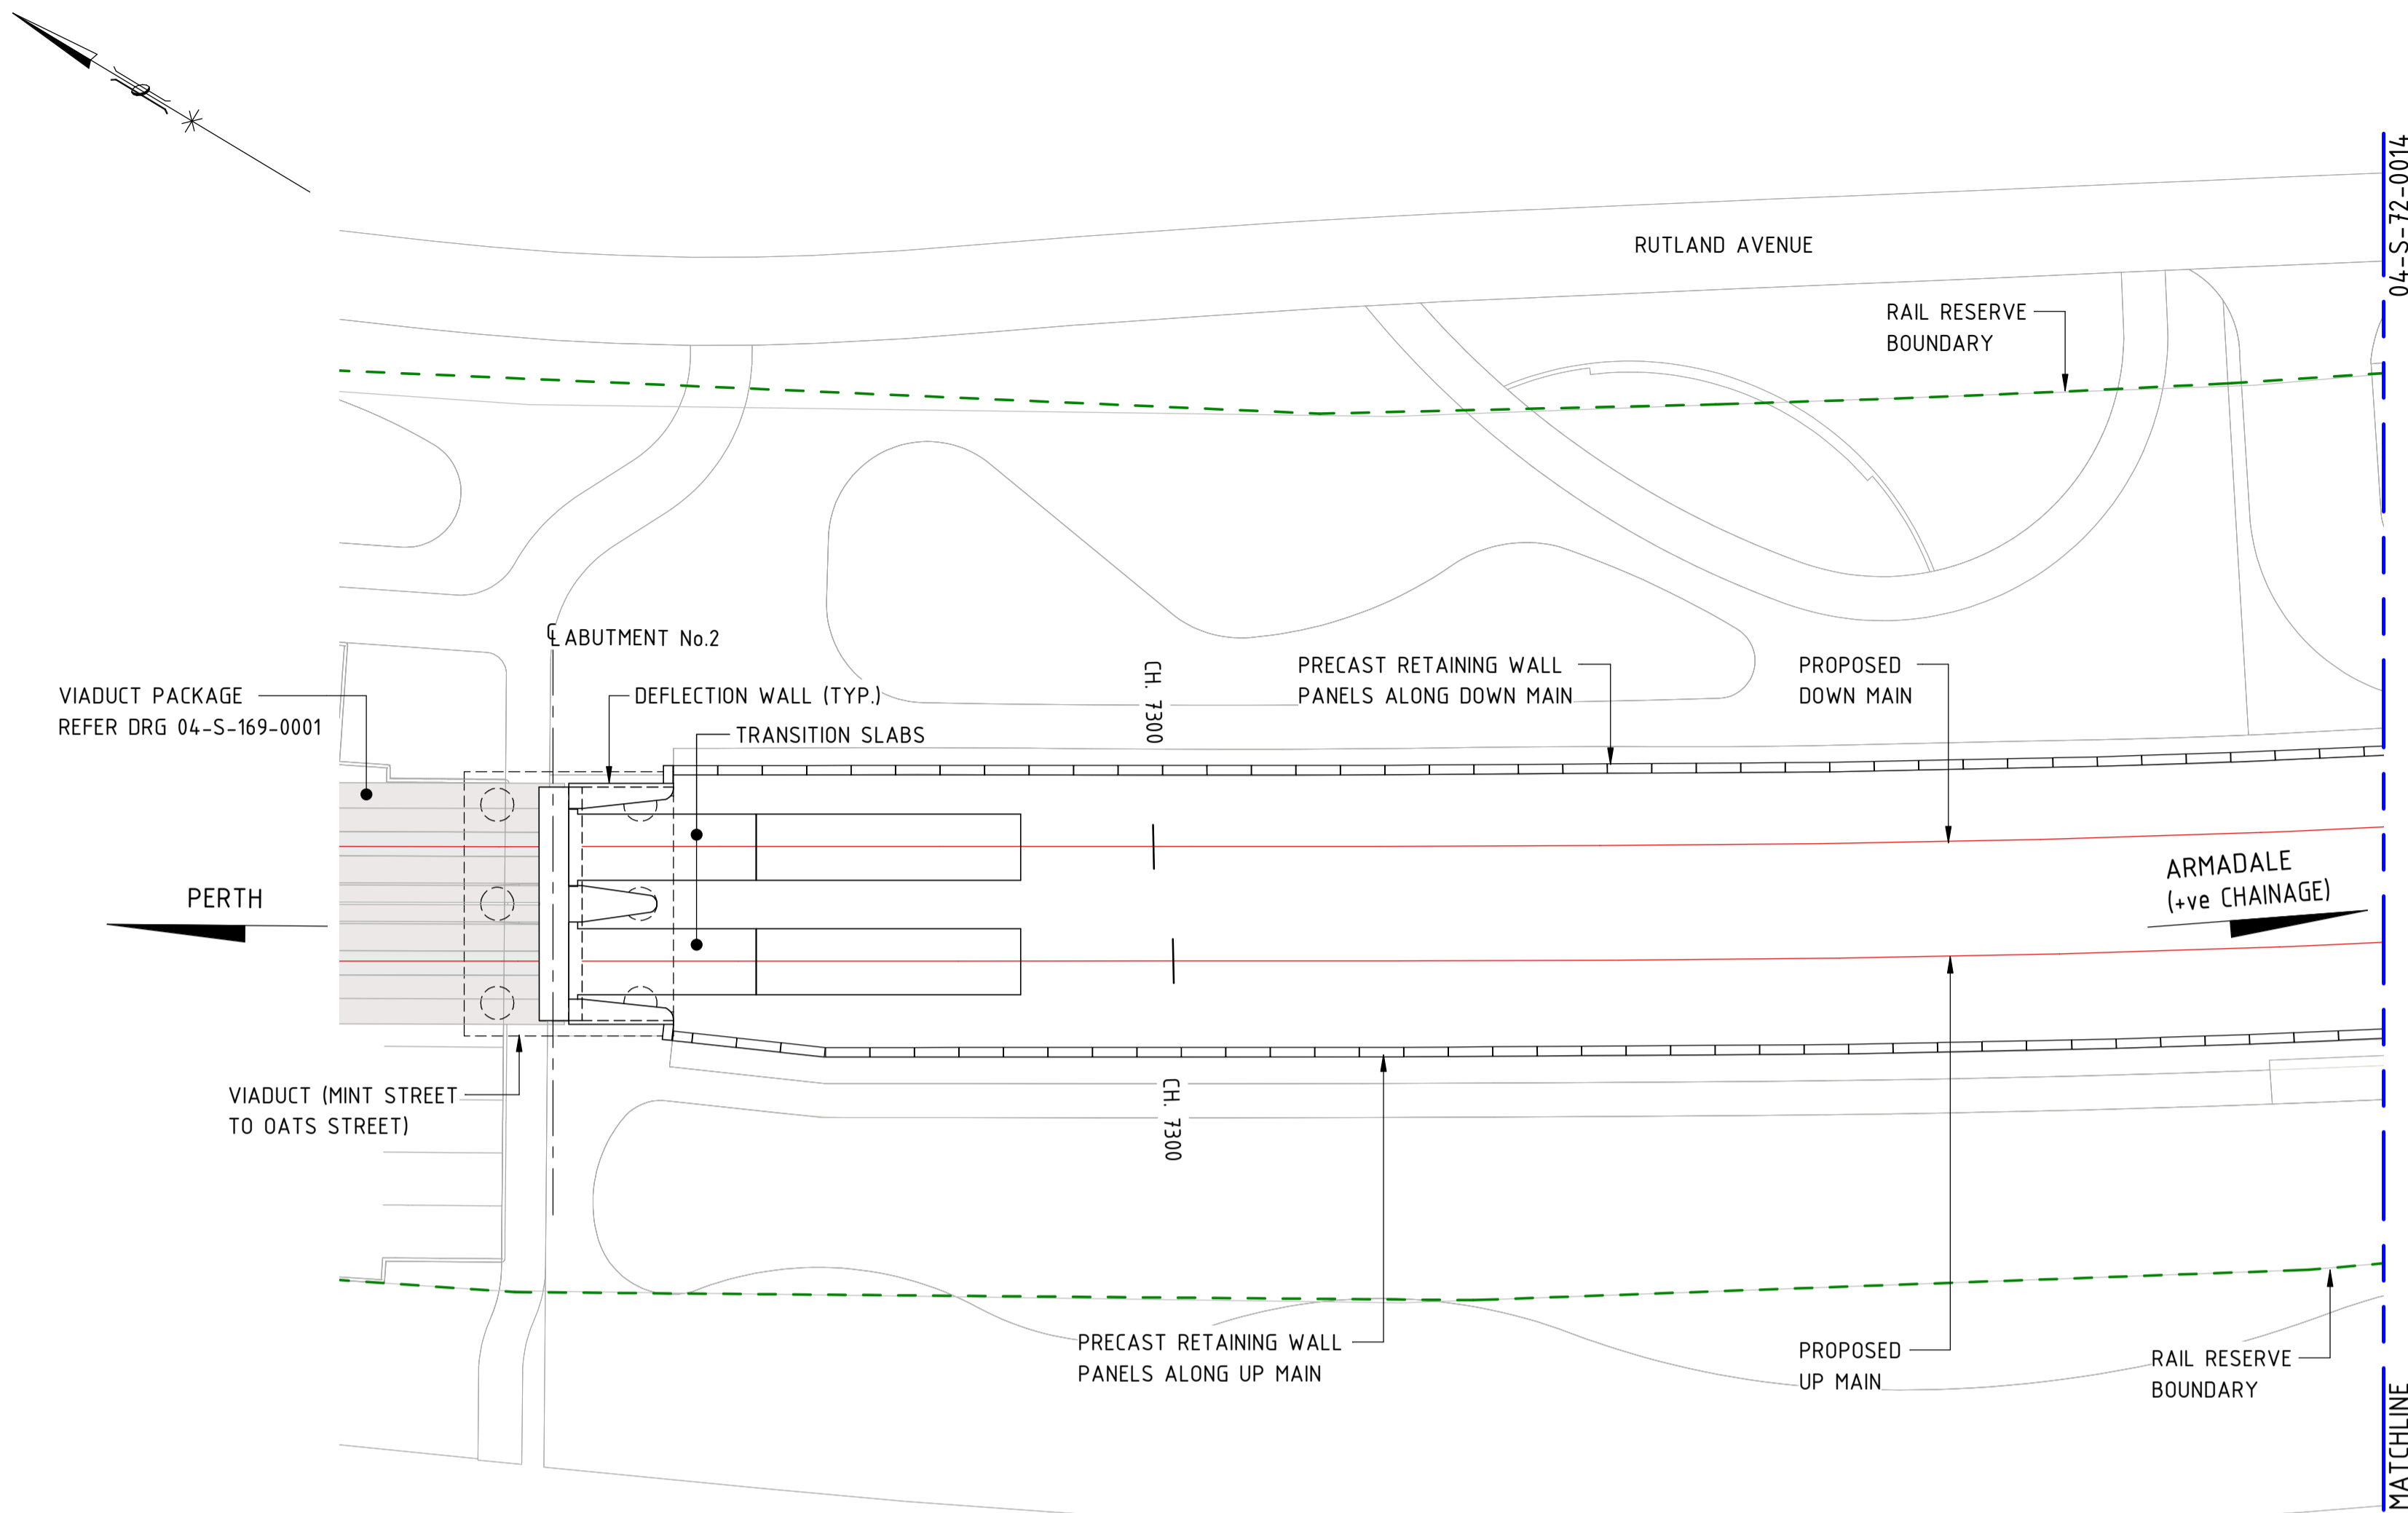 04-S-72-0014
RUTLAND AVENUE
RAIL RESERVE
BOUNDARY
℄ ABUTMENT No.2
VIADUCT PACKAGE
REFER DRG 04-S-169-0001
DEFLECTION WALL (TYP.)
TRANSITION SLABS
CH. 7300
PRECAST RETAINING WALL
PANELS ALONG DOWN MAIN
PROPOSED
DOWN MAIN
PERTH
ARMADALE
(+ve CHAINAGE)
VIADUCT (MINT STREET
TO OATS STREET)
CH. 7300
PRECAST RETAINING WALL
PANELS ALONG UP MAIN
PROPOSED
UP MAIN
RAIL RESERVE
BOUNDARY
MATCHLINE